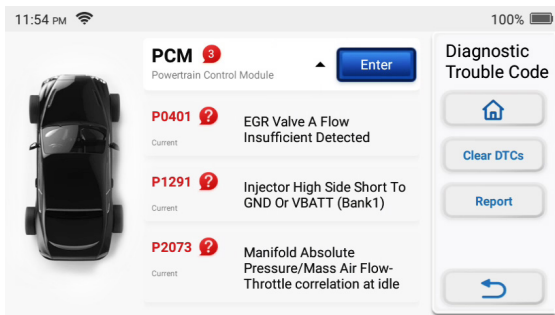 11:54 PM
100%
PCM 3
Powertrain Control Module
Enter
P0401 ?
Current
EGR Valve A Flow
Insufficient Detected
P1291 ?
Current
Injector High Side Short To
GND Or VBATT (Bank1)
P2073 ?
Current
Manifold Absolute
Pressure/Mass Air Flow-
Throttle correlation at idle
Diagnostic
Trouble Code
Clear DTCs
Report